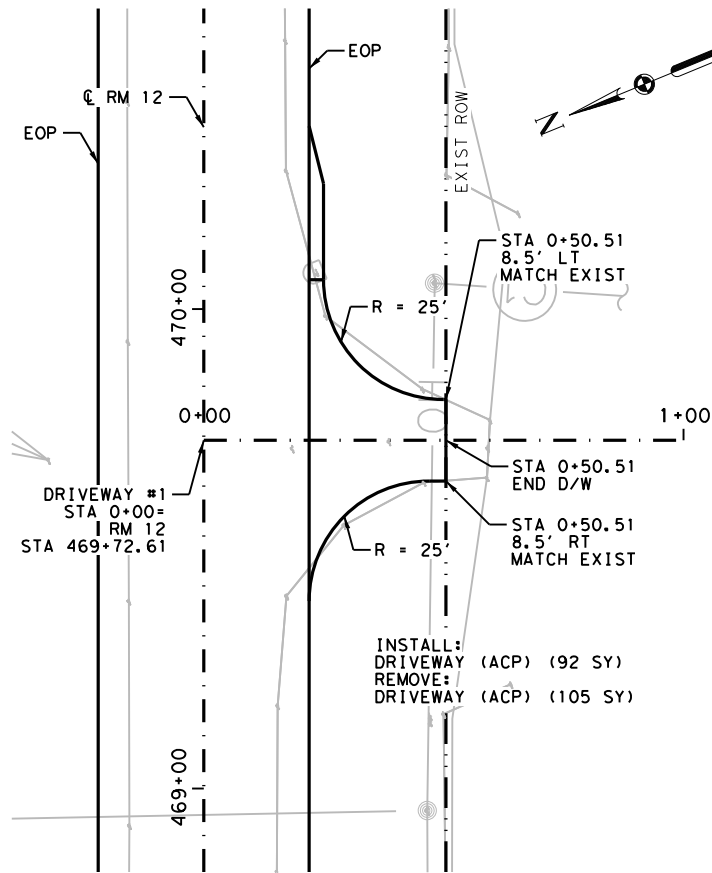 EOP
℄ RM 12
EOP
N
EXIST ROW
STA 0+50.51
8.5' LT
MATCH EXIST
470+00
R = 25'
0+00
1+00
STA 0+50.51
END D/W
DRIVEWAY #1
STA 0+00=
RM 12
STA 469+72.61
STA 0+50.51
8.5' RT
MATCH EXIST
R = 25'
INSTALL:
DRIVEWAY (ACP) (92 SY)
REMOVE:
DRIVEWAY (ACP) (105 SY)
469+00